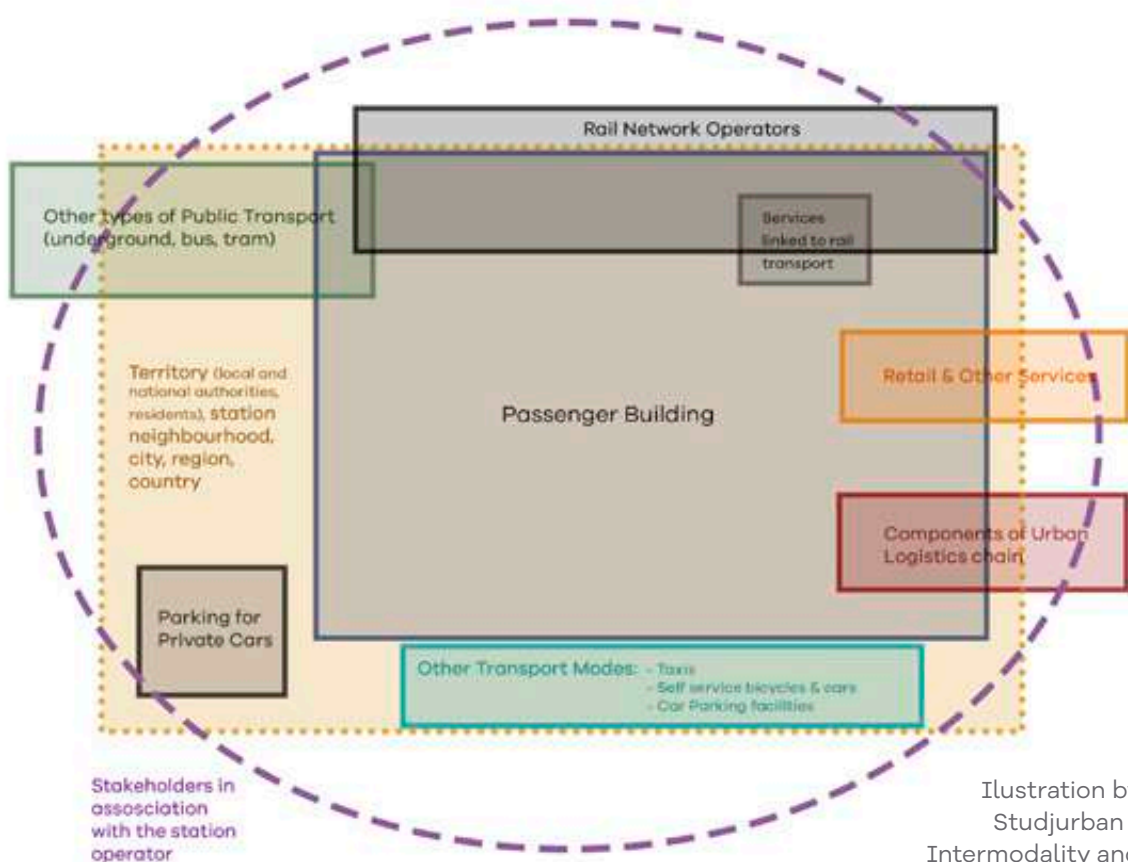 Rail Network Operators
Other types of Public Transport
(underground, bus, tram)
Services
linked to rail
transport
Territory (local and
national authorities,
residents), station
neighbourhood,
city, region,
country
Retail & Other Services
Passenger Building
Components of Urban
Logistics chain
Parking for
Private Cars
Other Transport Modes: - Taxis
- Self service bicycles & cars
- Car Parking facilities
Stakeholders in
assosciation
with the station
operator
Ilustration b
Studjurban
Intermodality and